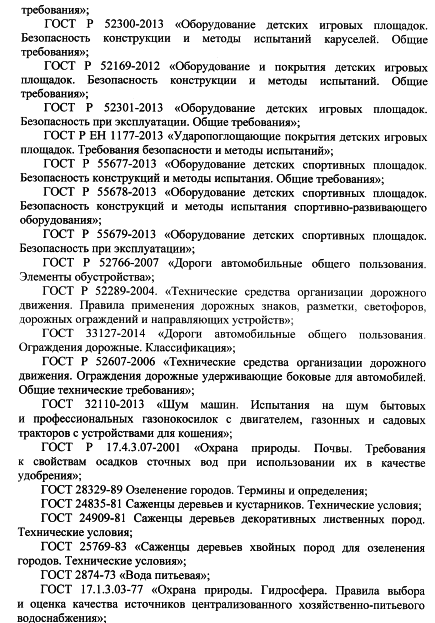 требования»;
ГОСТ Р 52300-2013 «Оборудование детских игровых площадок.
Безопасность конструкции и методы испытаний каруселей. Общие
требования»;
ГОСТ Р 52169-2012 «Оборудование и покрытия детских игровых
площадок. Безопасность конструкции и методы испытаний. Общие
требования»;
ГОСТ Р 52301-2013 «Оборудование детских игровых площадок.
Безопасность при эксплуатации. Общие требования»;
ГОСТ Р ЕН 1177-2013 «Ударопоглощающие покрытия детских игровых
площадок. Требования безопасности и методы испытаний»;
ГОСТ Р 55677-2013 «Оборудование детских спортивных площадок.
Безопасность конструкций и методы испытания. Общие требования»;
ГОСТ Р 55678-2013 «Оборудование детских спортивных площадок.
Безопасность конструкций и методы испытания спортивно-развивающего
оборудования»;
ГОСТ Р 55679-2013 «Оборудование детских спортивных площадок.
Безопасность при эксплуатации»;
ГОСТ Р 52766-2007 «Дороги автомобильные общего пользования.
Элементы обустройства»;
ГОСТ Р 52289-2004. «Технические средства организации дорожного
движения. Правила применения дорожных знаков, разметки, светофоров,
дорожных ограждений и направляющих устройств»;
ГОСТ 33127-2014 «Дороги автомобильные общего пользования.
Ограждения дорожные. Классификация»;
ГОСТ Р 52607-2006 «Технические средства организации дорожного
движения. Ограждения дорожные удерживающие боковые для автомобилей.
Общие технические требования»;
ГОСТ 32110-2013 «Шум машин. Испытания на шум бытовых
и профессиональных газонокосилок с двигателем, газонных и садовых
тракторов с устройствами для кошения»;
ГОСТ Р 17.4.3.07-2001 «Охрана природы. Почвы. Требования
к свойствам осадков сточных вод при использовании их в качестве
удобрения»;
ГОСТ 28329-89 Озеленение городов. Термины и определения;
ГОСТ 24835-81 Саженцы деревьев и кустарников. Технические условия;
ГОСТ 24909-81 Саженцы деревьев декоративных лиственных пород.
Технические условия;
ГОСТ 25769-83 «Саженцы деревьев хвойных пород для озеленения
городов. Технические условия»;
ГОСТ 2874-73 «Вода питьевая»;
ГОСТ 17.1.3.03-77 «Охрана природы. Гидросфера. Правила выбора
и оценка качества источников централизованного хозяйственно-питьевого
водоснабжения»;